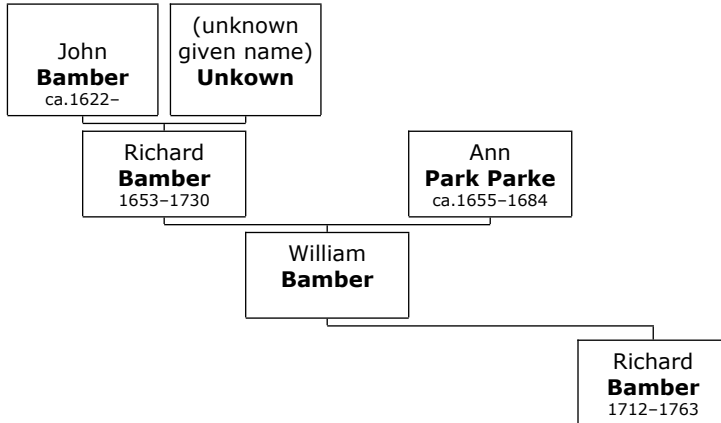 John
Bamber
ca.1622–
(unknown
given name)
Unkown
Richard
Bamber
1653–1730
Ann
Park Parke
ca.1655–1684
William
Bamber
Richard
Bamber
1712–1763